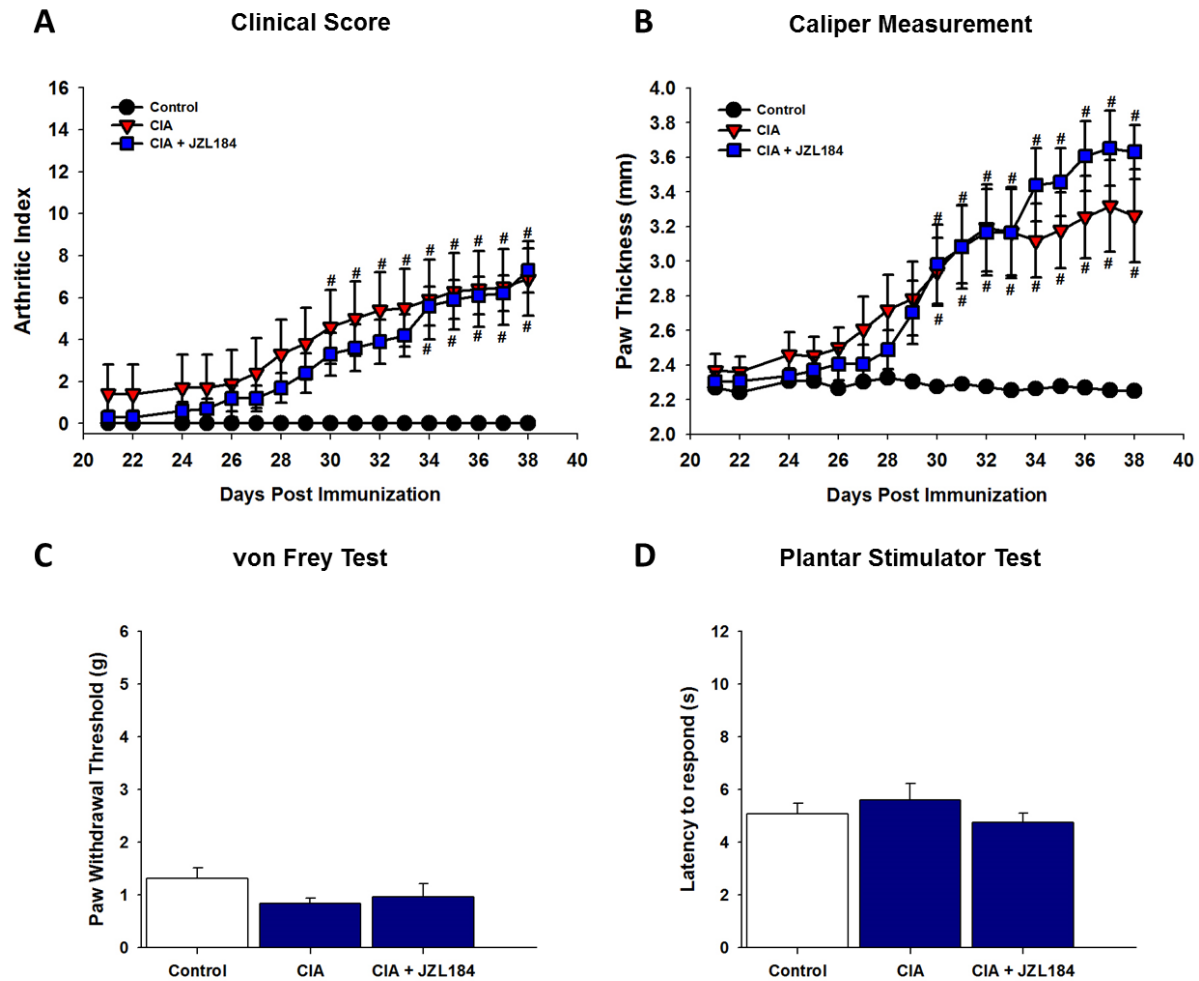 A
Clinical Score
Control
CIA
CIA + JZL184
Arthritic Index
16
14
12
10
8
6
4
2
0
# # # # # # # # #
# # # # #
20 22 24 26 28 30 32 34 36 38 40
Days Post Immunization
B
Caliper Measurement
Control
CIA
CIA + JZL184
Paw Thickness (mm)
4.0
3.8
3.6
3.4
3.2
3.0
2.8
2.6
2.4
2.2
2.0
# # # # # # # # #
# # # # # # # # #
20 22 24 26 28 30 32 34 36 38 40
Days Post Immunization
C
von Frey Test
Paw Withdrawal Threshold (g)
6
5
4
3
2
1
0
Control CIA CIA + JZL184
D
Plantar Stimulator Test
Latency to respond (s)
12
10
8
6
4
2
0
Control CIA CIA + JZL184